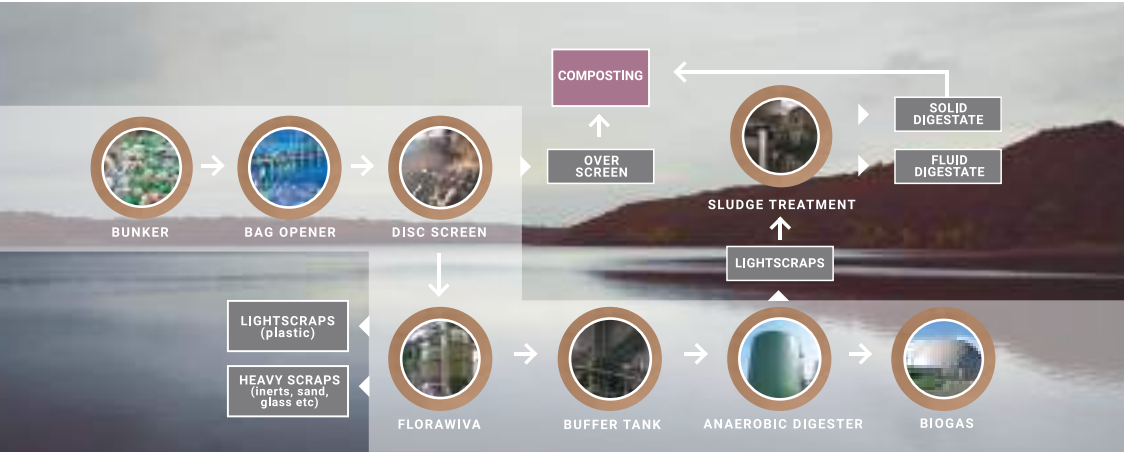 COMPOSTING
SOLID
DIGESTATE
OVER
SCREEN
FLUID
DIGESTATE
SLUDGE TREATMENT
BUNKER
BAG OPENER
DISC SCREEN
LIGHTSCRAPS
LIGHTSCRAPS
(plastic)
HEAVY SCRAPS
(inerts, sand,
glass etc)
FLORAWIVA
BUFFER TANK
ANAEROBIC DIGESTER
BIOGAS